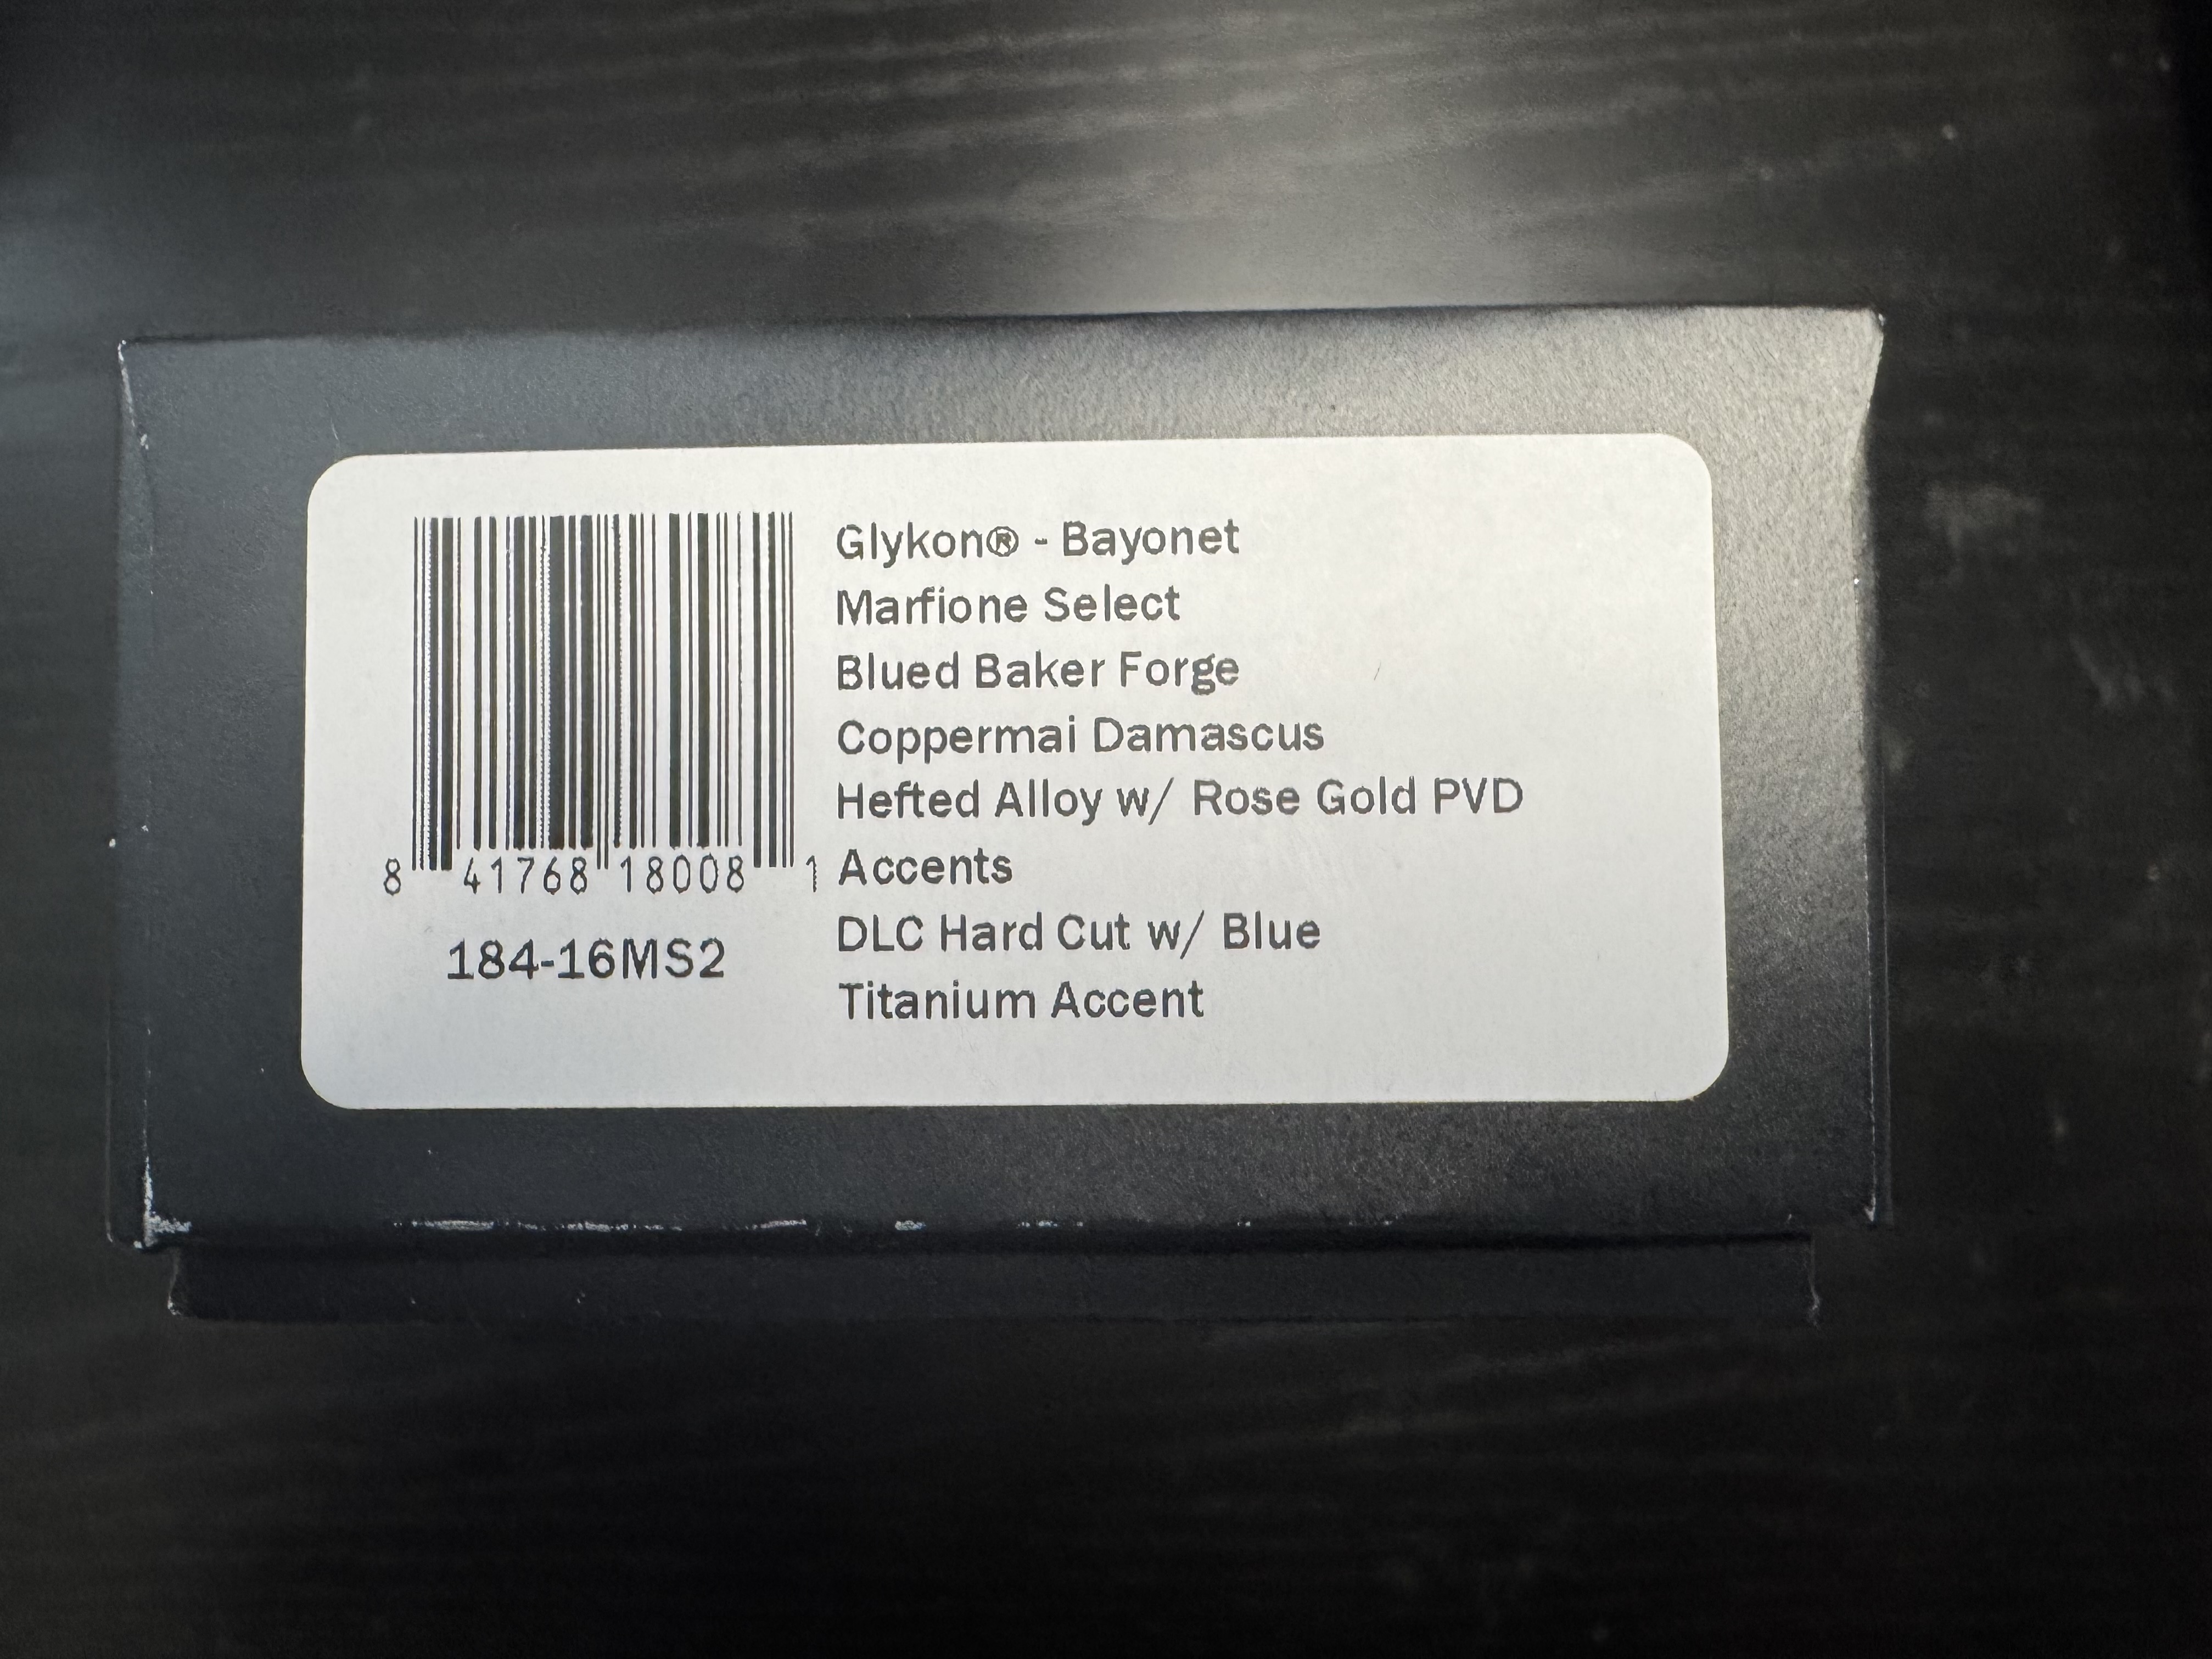 Glykon® - Bayonet
Marfione Select
Blued Baker Forge
Coppermai Damascus
Hefted Alloy w/ Rose Gold PVD
Accents
DLC Hard Cut w/ Blue
Titanium Accent
8 41768 18008 1
184-16MS2